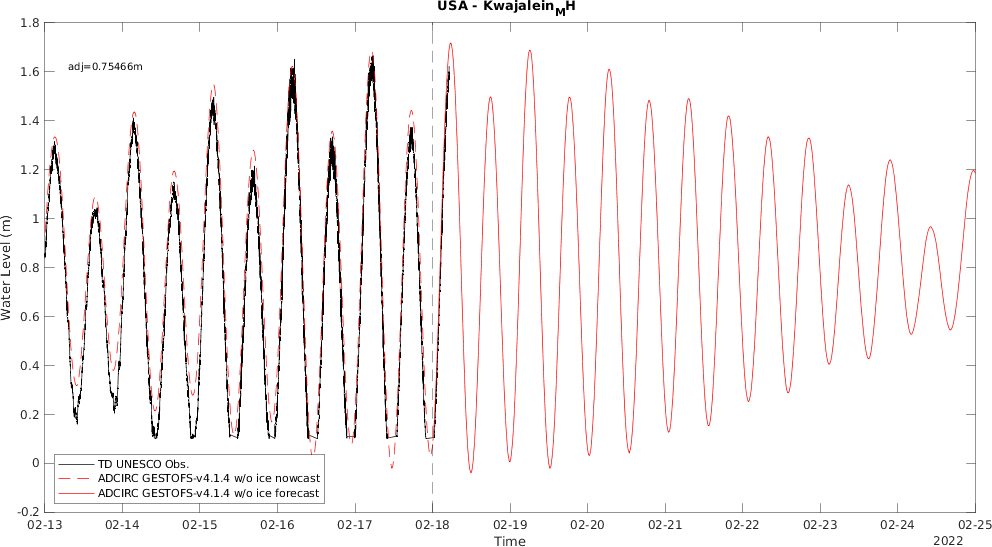 USA - Kwajalein_MH
1.8
1.6
1.4
1.2
1
0.8
0.6
0.4
0.2
0
-0.2
Water Level (m)
adj=0.75466m
TD UNESCO Obs.
ADCIRC GESTOFS-v4.1.4 w/o ice nowcast
ADCIRC GESTOFS-v4.1.4 w/o ice forecast
02-13 02-14 02-15 02-16 02-17 02-18 02-19 02-20 02-21 02-22 02-23 02-24 02-25
Time
2022